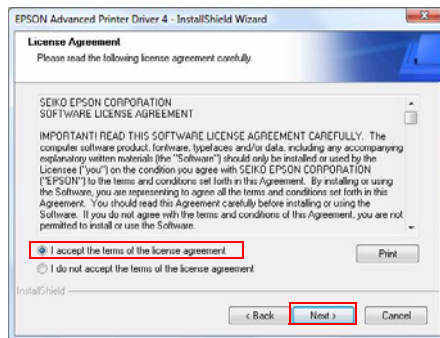 EPSON Advanced Printer Driver 4 - InstallShield Wizard
License Agreement
Please read the following license agreement carefully.
SEIKO EPSON CORPORATION
SOFTWARE LICENSE AGREEMENT
IMPORTANT! READ THIS SOFTWARE LICENSE AGREEMENT CAREFULLY. The
computer software product, fontware, typefaces and/or data, including any accompanying
explanatory written materials (the "Software") should only be installed or used by the
Licensee ("you") on the condition you agree with SEIKO EPSON CORPORATION
("EPSON") to the terms and conditions set forth in this Agreement. By installing or using
the Software, you are representing to agree all the terms and conditions set forth in this
Agreement. You should read this Agreement carefully before installing or using the
Software. If you do not agree with the terms and conditions of this Agreement, you are not
permitted to install or use the Software.
I accept the terms of the license agreement
Print
I do not accept the terms of the license agreement
InstallShield
< Back Next > Cancel